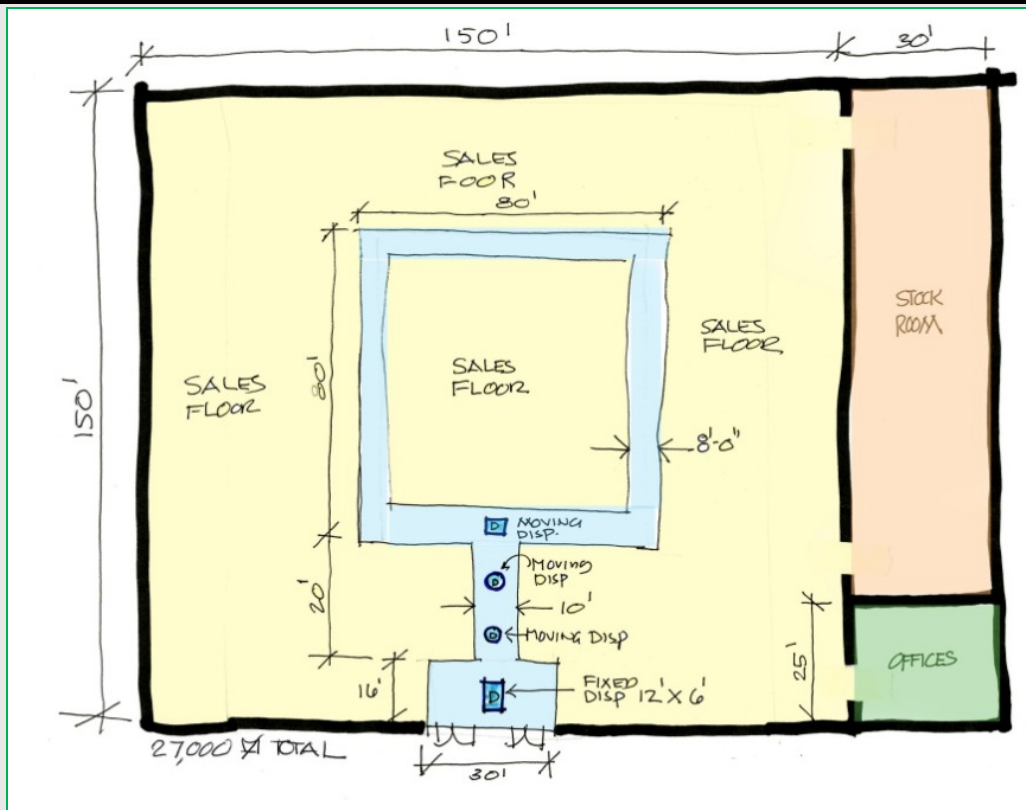 150'
30'
SALES
FOOR
80'
150'
80'
SALES
FLOOR
SALES
FLOOR
SALES
FLOOR
STOCK
ROOM
8'-0"
D
MOVING
DISP.
20'
D
MOVING
DISP
10'
D
MOVING DISP
16'
D
FIXED
DISP 12' X 6'
25'
OFFICES
27,000 TOTAL
30'